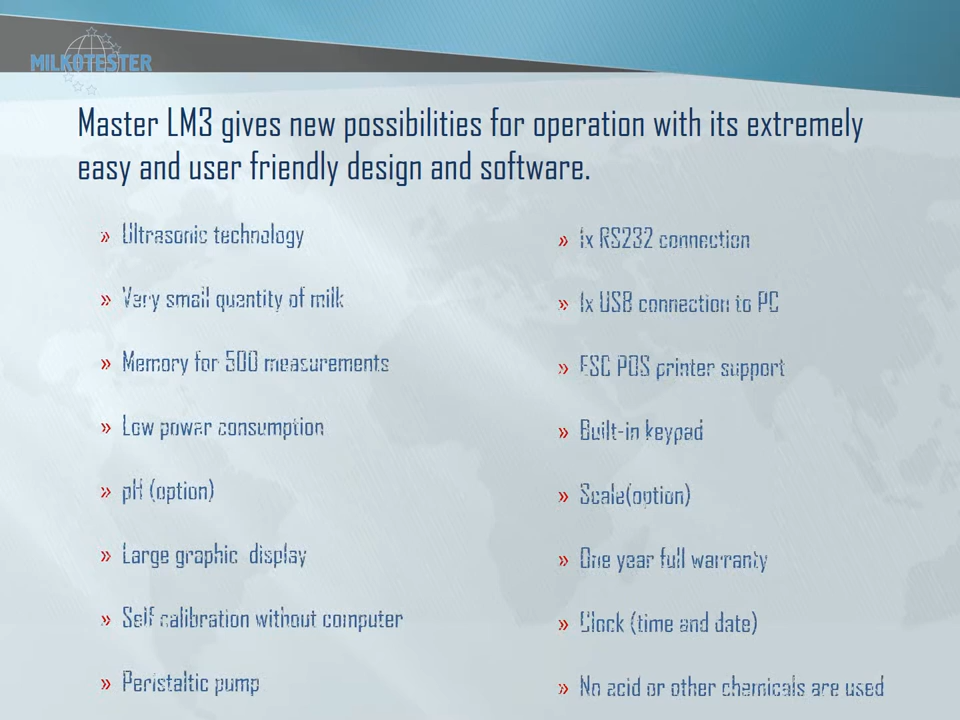 MILKOTESTER
Master LM3 gives new possibilities for operation with its extremely
easy and user friendly design and software.
» Ultrasonic technology
» Very small quantity of milk
» Memory for 500 measurements
» Low power consumption
» pH (option)
» Large graphic display
» Self calibration without computer
» Peristaltic pump
» 1x RS232 connection
» 1x USB connection to PC
» ESC POS printer support
» Built-in keypad
» Scale(option)
» One year full warranty
» Clock (time and date)
» No acid or other chemicals are used